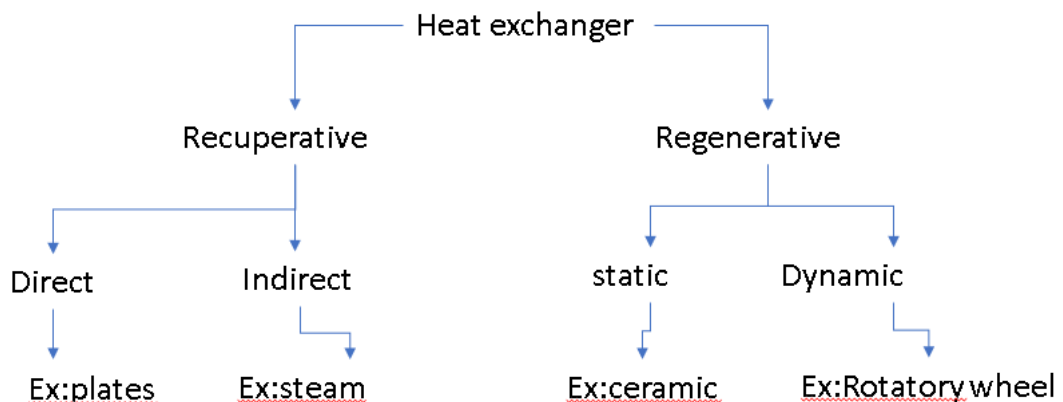 Heat exchanger
Recuperative
Regenerative
Direct
Indirect
static
Dynamic
Ex:plates
Ex:steam
Ex:ceramic
Ex:Rotatory wheel